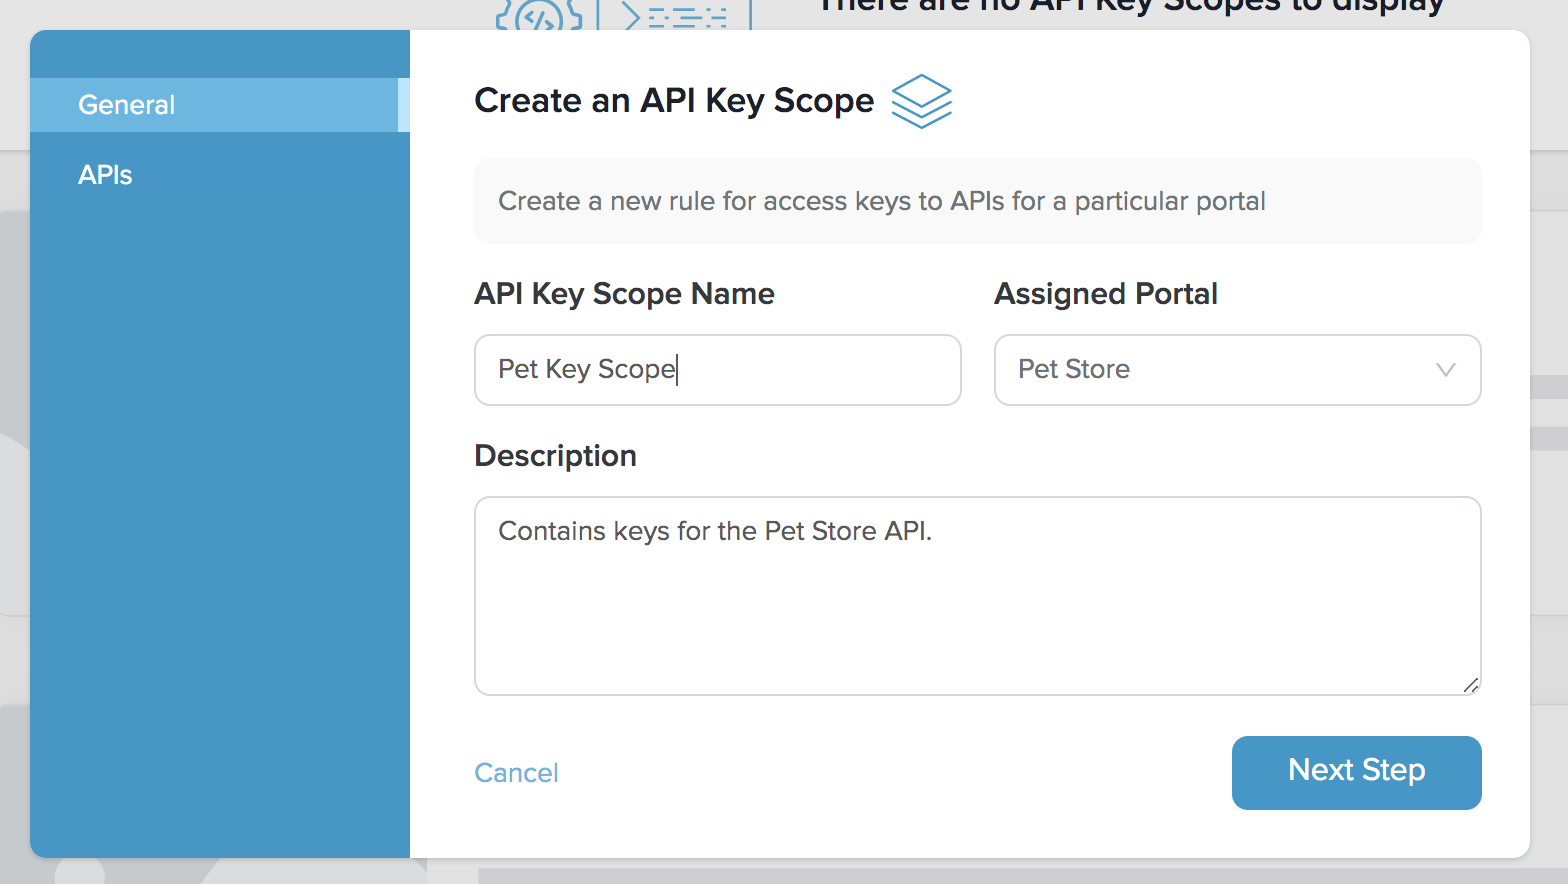 There are no API Key Scopes to display
General
APIs
Create an API Key Scope
Create a new rule for access keys to APIs for a particular portal
API Key Scope Name
Assigned Portal
Pet Key Scope
Pet Store
Description
Contains keys for the Pet Store API.
Cancel
Next Step